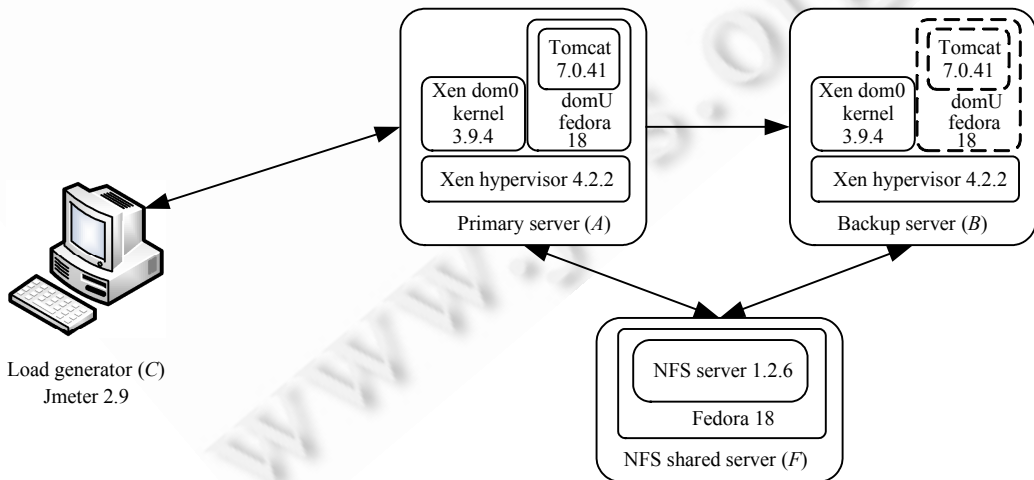 Tomcat
7.0.41
Xen dom0
kernel
3.9.4
domU
fedora
18
Xen hypervisor 4.2.2
Primary server (A)
Tomcat
7.0.41
Xen dom0
kernel
3.9.4
domU
fedora
18
Xen hypervisor 4.2.2
Backup server (B)
Load generator (C)
Jmeter 2.9
NFS server 1.2.6
Fedora 18
NFS shared server (F)